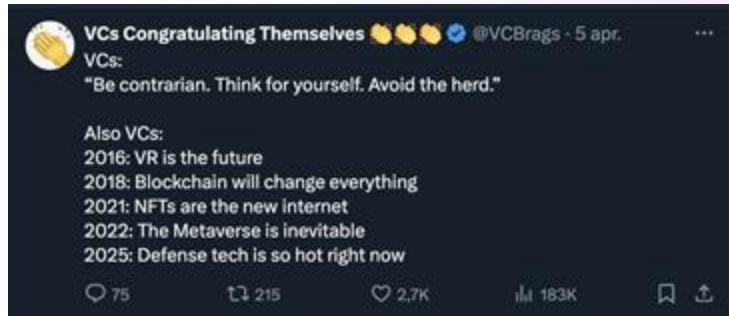 VCs Congratulating Themselves 👏👏👏 @VCBrags · 5 apr.
VCs:
“Be contrarian. Think for yourself. Avoid the herd.”
Also VCs:
2016: VR is the future
2018: Blockchain will change everything
2021: NFTs are the new internet
2022: The Metaverse is inevitable
2025: Defense tech is so hot right now
75 215 2,7K 183K